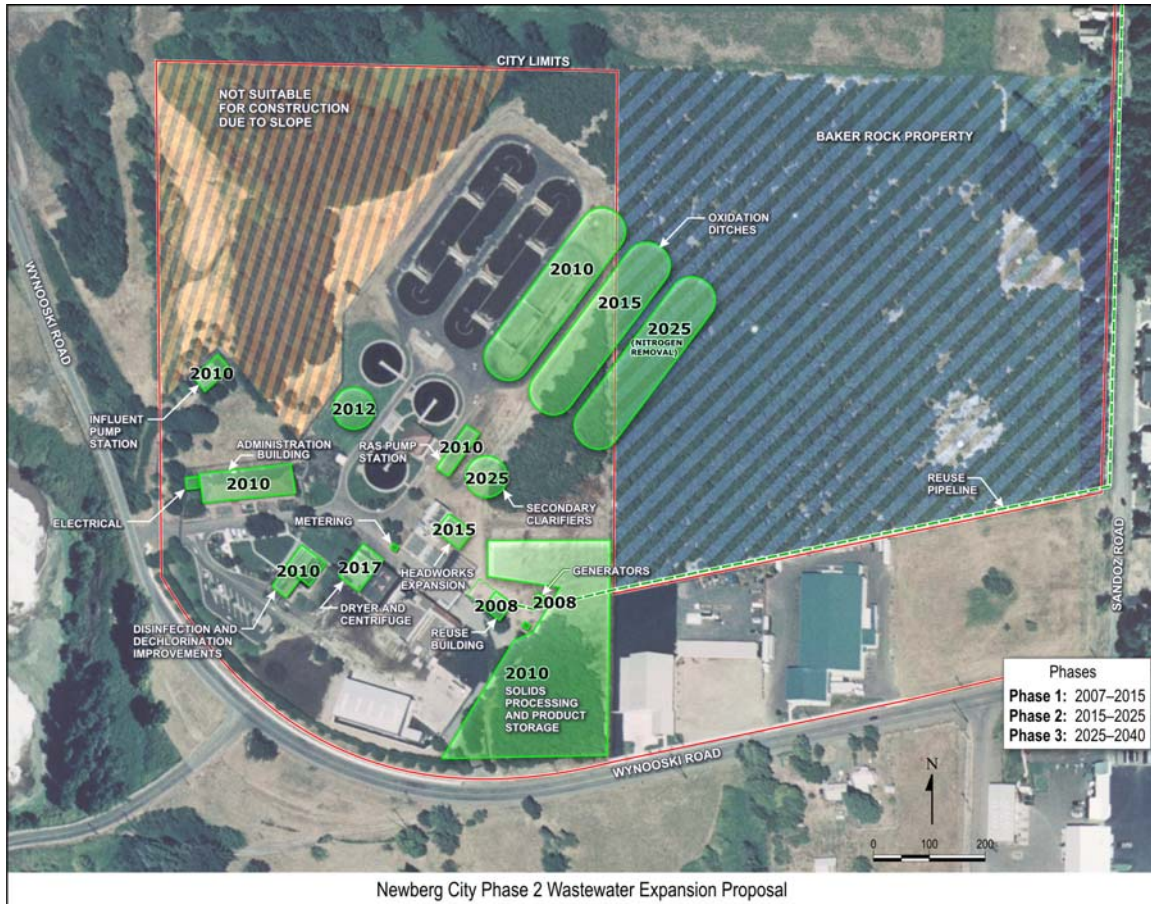 CITY LIMITS
NOT SUITABLE
FOR CONSTRUCTION
DUE TO SLOPE
BAKER ROCK PROPERTY
OXIDATION
DITCHES
2010
2015
2025
(NITROGEN
REMOVAL)
WYNOOSKI ROAD
2010
INFLUENT
PUMP
STATION
2012
RAS PUMP
STATION
2010
2025
SECONDARY
CLARIFIERS
ADMINISTRATION
BUILDING
2010
ELECTRICAL
REUSE
PIPELINE
METERING
2015
HEADWORKS
EXPANSION
2010
2017
DRYER AND
CENTRIFUGE
DISINFECTION AND
DECHLORINATION
IMPROVEMENTS
GENERATORS
2008
2008
REUSE
BUILDING
2010
SOLIDS
PROCESSING
AND PRODUCT
STORAGE
SANDOZ ROAD
WYNOOSKI ROAD
Phases
Phase 1: 2007–2015
Phase 2: 2015–2025
Phase 3: 2025–2040
N
0 100 200
Newberg City Phase 2 Wastewater Expansion Proposal